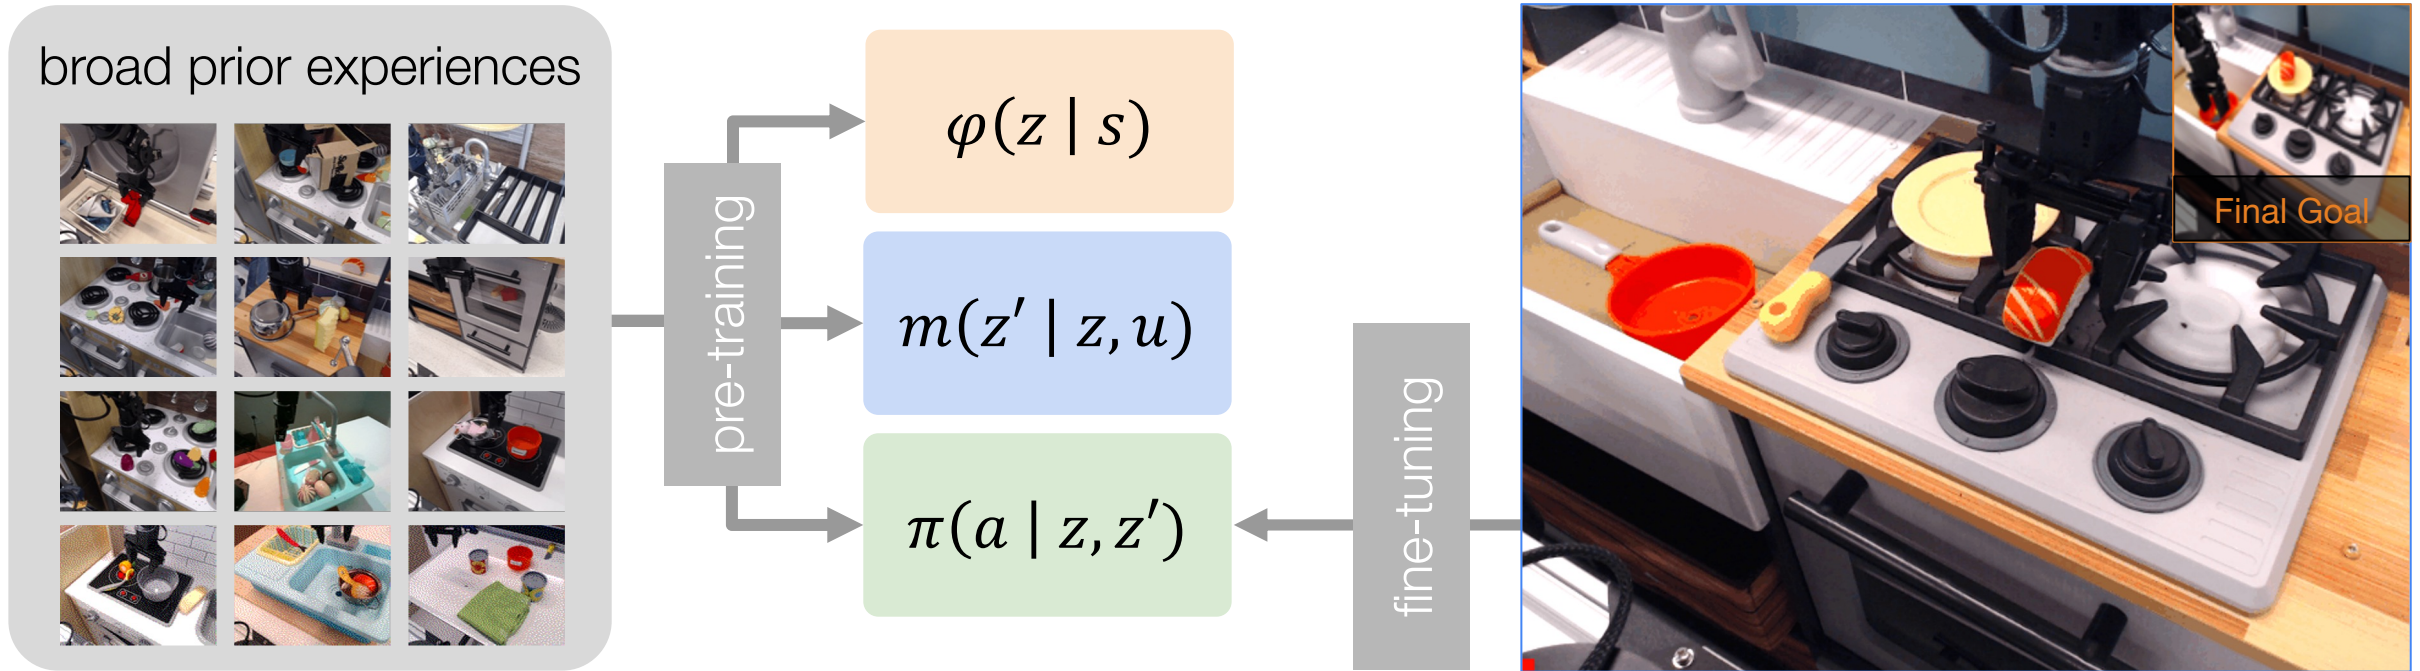 broad prior experiences
pre-training
φ(z | s)
m(z′ | z, u)
π(a | z, z′)
fine-tuning
Final Goal